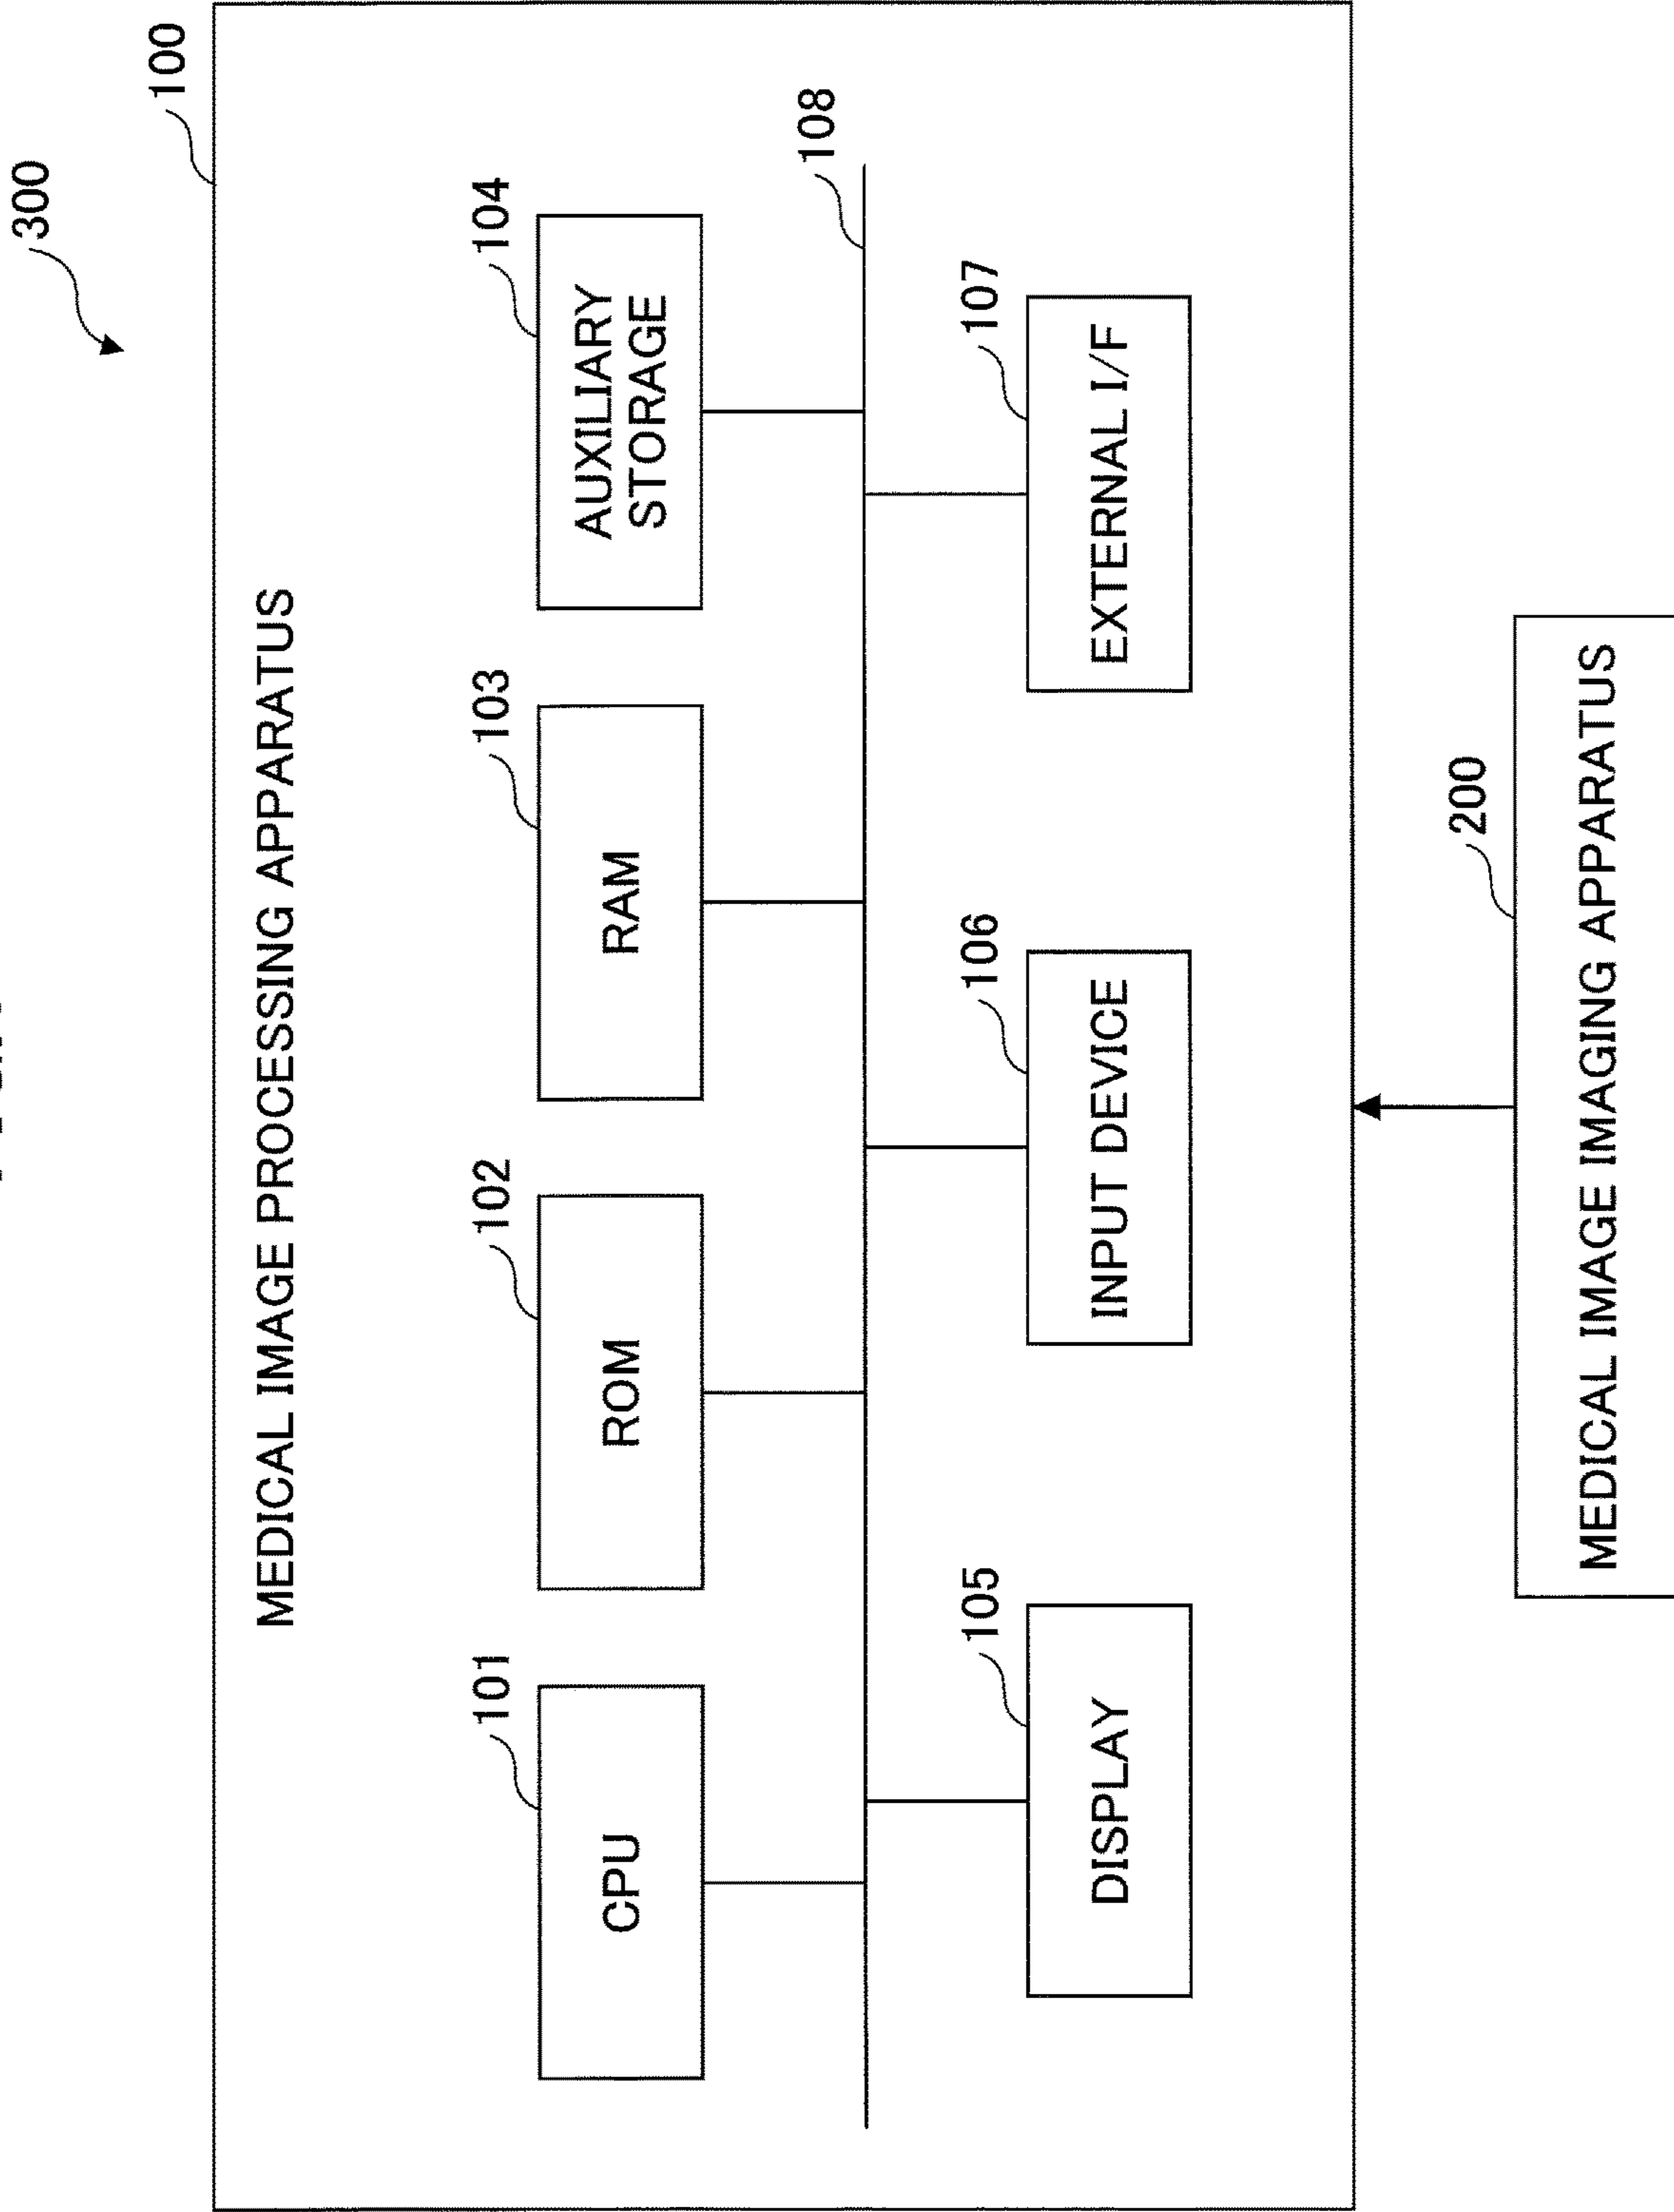 300
100
MEDICAL IMAGE PROCESSING APPARATUS
101
102
103
104
CPU
ROM
RAM
AUXILIARY
STORAGE
108
105
106
107
DISPLAY
INPUT DEVICE
EXTERNAL I/F
200
MEDICAL IMAGE IMAGING APPARATUS